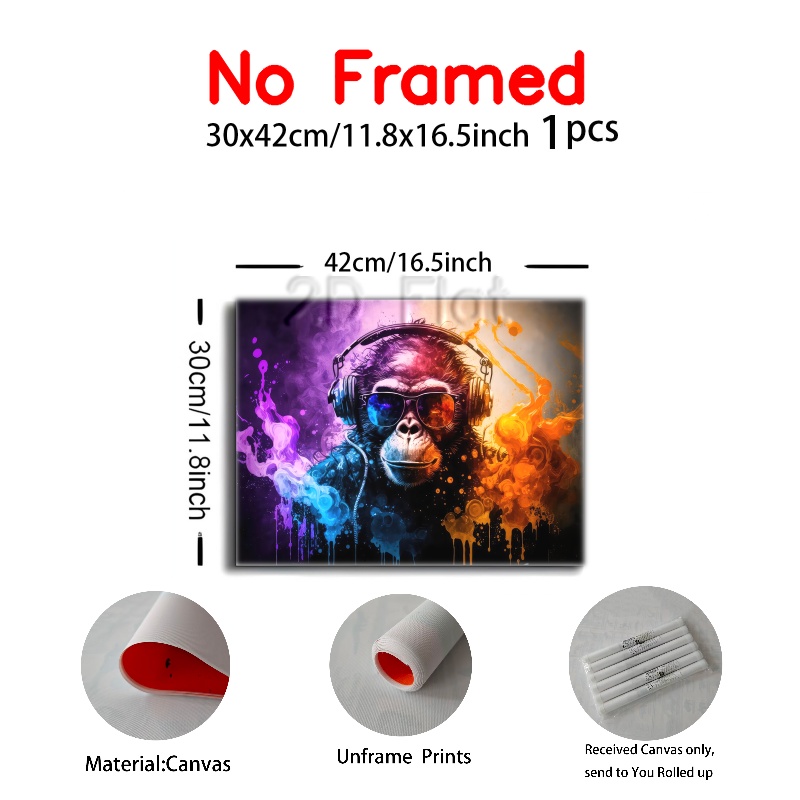 No Framed
30x42cm/11.8x16.5inch 1pcs
42cm/16.5inch
2D Flat
30cm/11.8inch
Material:Canvas
Unframe Prints
Received Canvas only,
send to You Rolled up